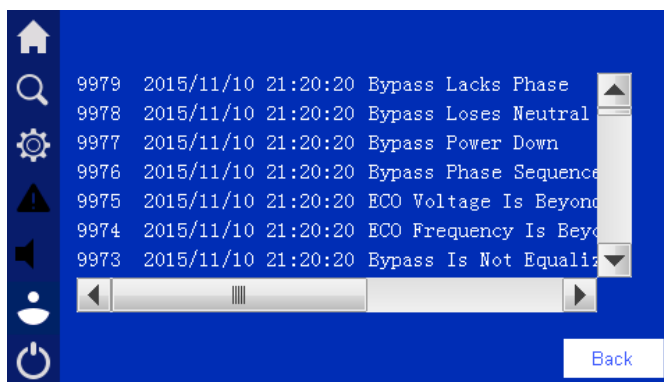 9979 2015/11/10 21:20:20 Bypass Lacks Phase
9978 2015/11/10 21:20:20 Bypass Loses Neutral
9977 2015/11/10 21:20:20 Bypass Power Down
9976 2015/11/10 21:20:20 Bypass Phase Sequence
9975 2015/11/10 21:20:20 ECO Voltage Is
9974 2015/11/10 21:20:20 ECO Frequency Is
9973 2015/11/10 21:20:20 Bypass Is Not
Back